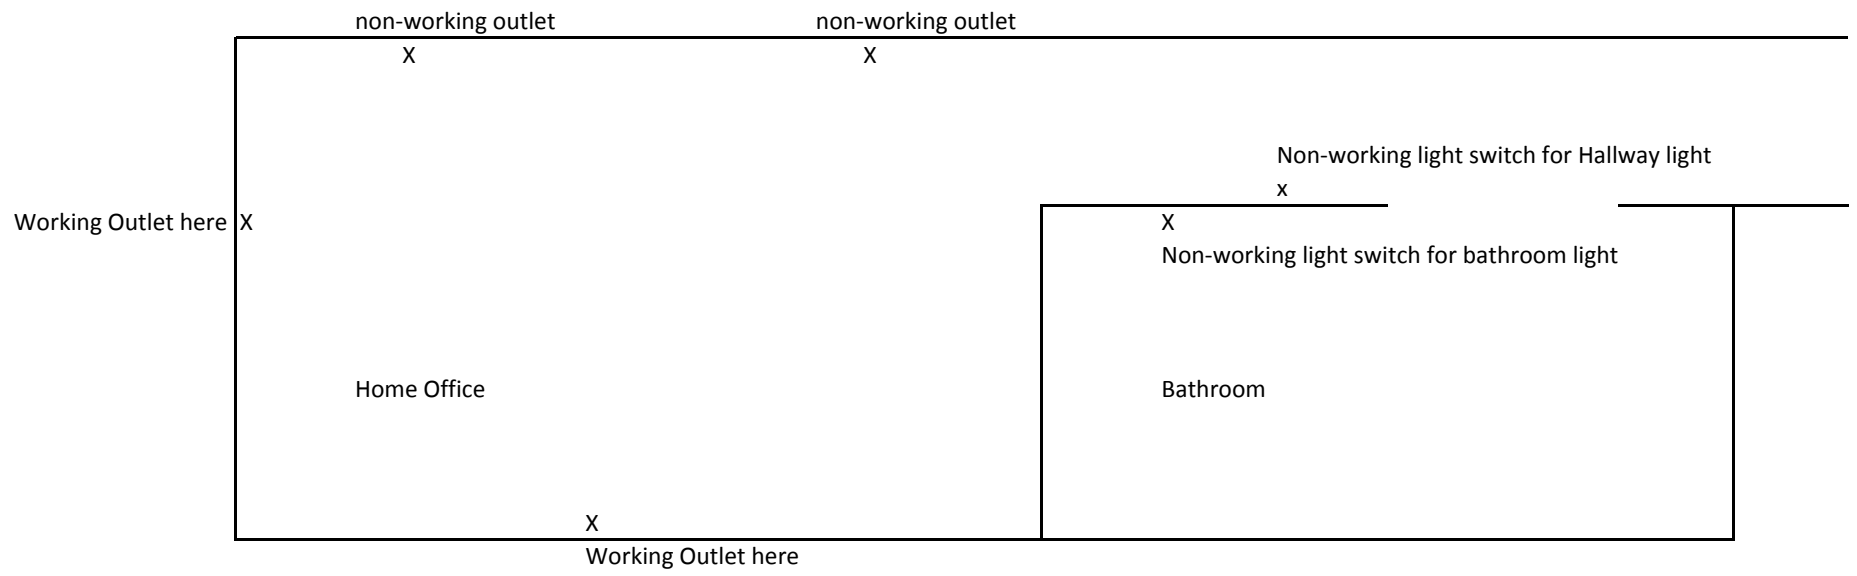 non-working outlet non-working outlet
X X
Non-working light switch for Hallway light
x
Working Outlet here X X
Non-working light switch for bathroom light
Home Office Bathroom
X
Working Outlet here